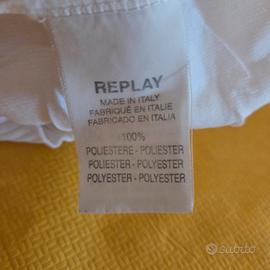 REPLAY
MADE IN ITALY
FABRIQUÉ EN ITALIE
FABRICADO EN ITALIA
100%
POLIESTERE - POLIESTER
POLIESTER - POLYESTER
POLYESTER - POLYESTER
subito